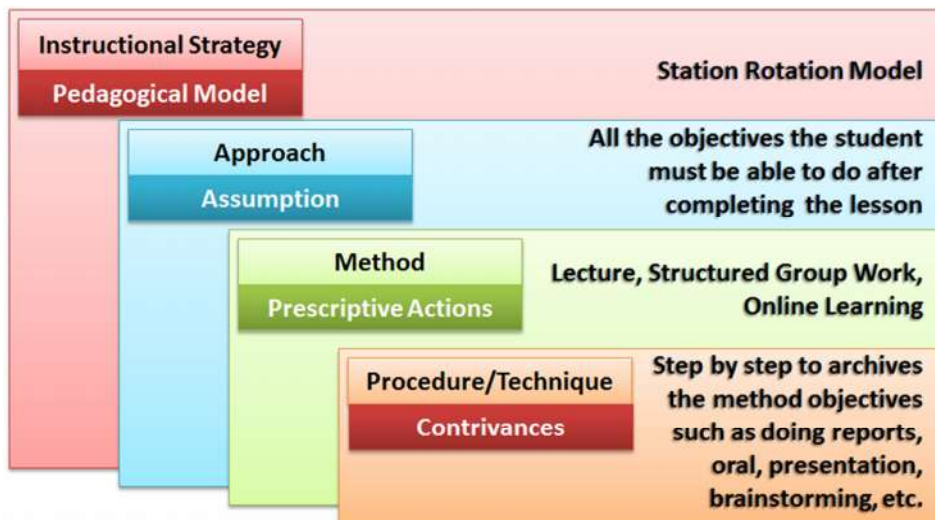 Instructional Strategy
Pedagogical Model
Station Rotation Model
Approach
Assumption
All the objectives the student
must be able to do after
completing the lesson
Method
Prescriptive Actions
Lecture, Structured Group Work,
Online Learning
Procedure/Technique
Contrivances
Step by step to archives
the method objectives
such as doing reports,
oral, presentation,
brainstorming, etc.